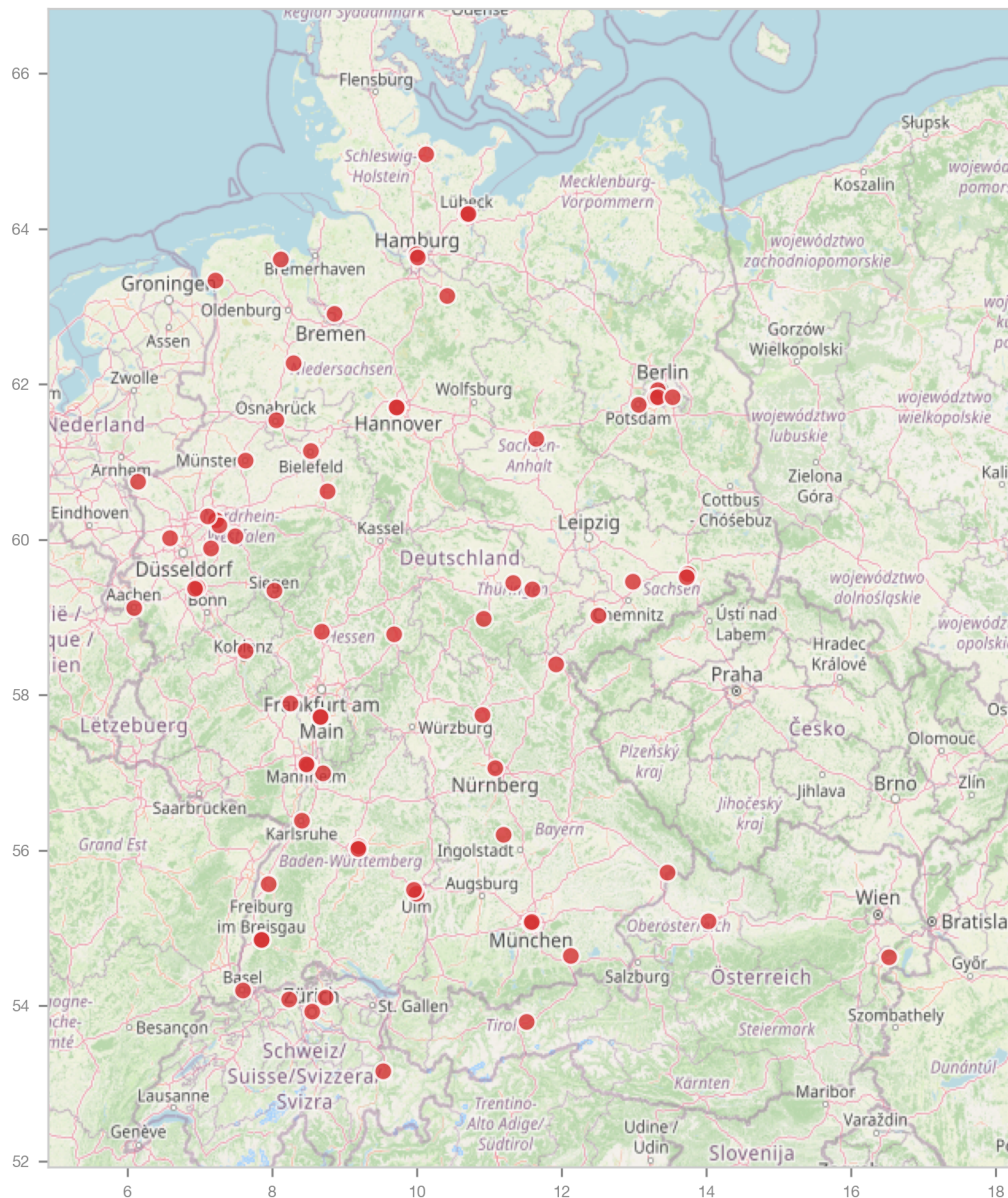 Region Syddanmark
Odense
66
Flensburg
Słupsk
Schleswig-
Holstein
Koszalin
Mecklenburg-
Vorpommern
Lübeck
64
Hamburg
województwo
zachodniopomorskie
Bremerhaven
Groningen
Oldenburg
Assen
Bremen
Gorzów
Wielkopolski
62
Zwolle
Niedersachsen
Berlin
Wolfsburg
Osnabrück
Hannover
Potsdam
województwo
lubuskie
województwo
wielkopolskie
Nederland
Münster
Bielefeld
Sachsen-
Anhalt
Arnhem
Zielona
Góra
Eindhoven
Cottbus
- Chóśebuz
60
Nordrhein-
Westfalen
Kassel
Leipzig
Deutschland
Düsseldorf
Siegen
Thüringen
Sachsen
województwo
dolnośląskie
Aachen
Bonn
Chemnitz
Ústí nad
Labem
Hessen
Koblenz
Hradec
Králové
58
Praha
Frankfurt am
Main
Lëtzebuerg
Würzburg
Česko
Olomouc
Plzeňský
kraj
Mannheim
Nürnberg
Jihlava
Brno
Zlín
Saarbrücken
Jihočeský
kraj
Karlsruhe
Grand Est
56
Bayern
Ingolstadt
Baden-Württemberg
Augsburg
Ulm
Freiburg
im Breisgau
Wien
Bratisla
Oberösterreich
München
Salzburg
Österreich
Győr
Basel
54
Zürich
St. Gallen
Besançon
Tirol
Steiermark
Szombathely
Schweiz/
Suisse/Svizzera/
Svizra
Kärnten
Dunántúl
Lausanne
Maribor
Trentino-
Alto Adige/
Südtirol
Varaždin
Genève
Udine /
Udin
Slovenija
52
6
8
10
12
14
16
18